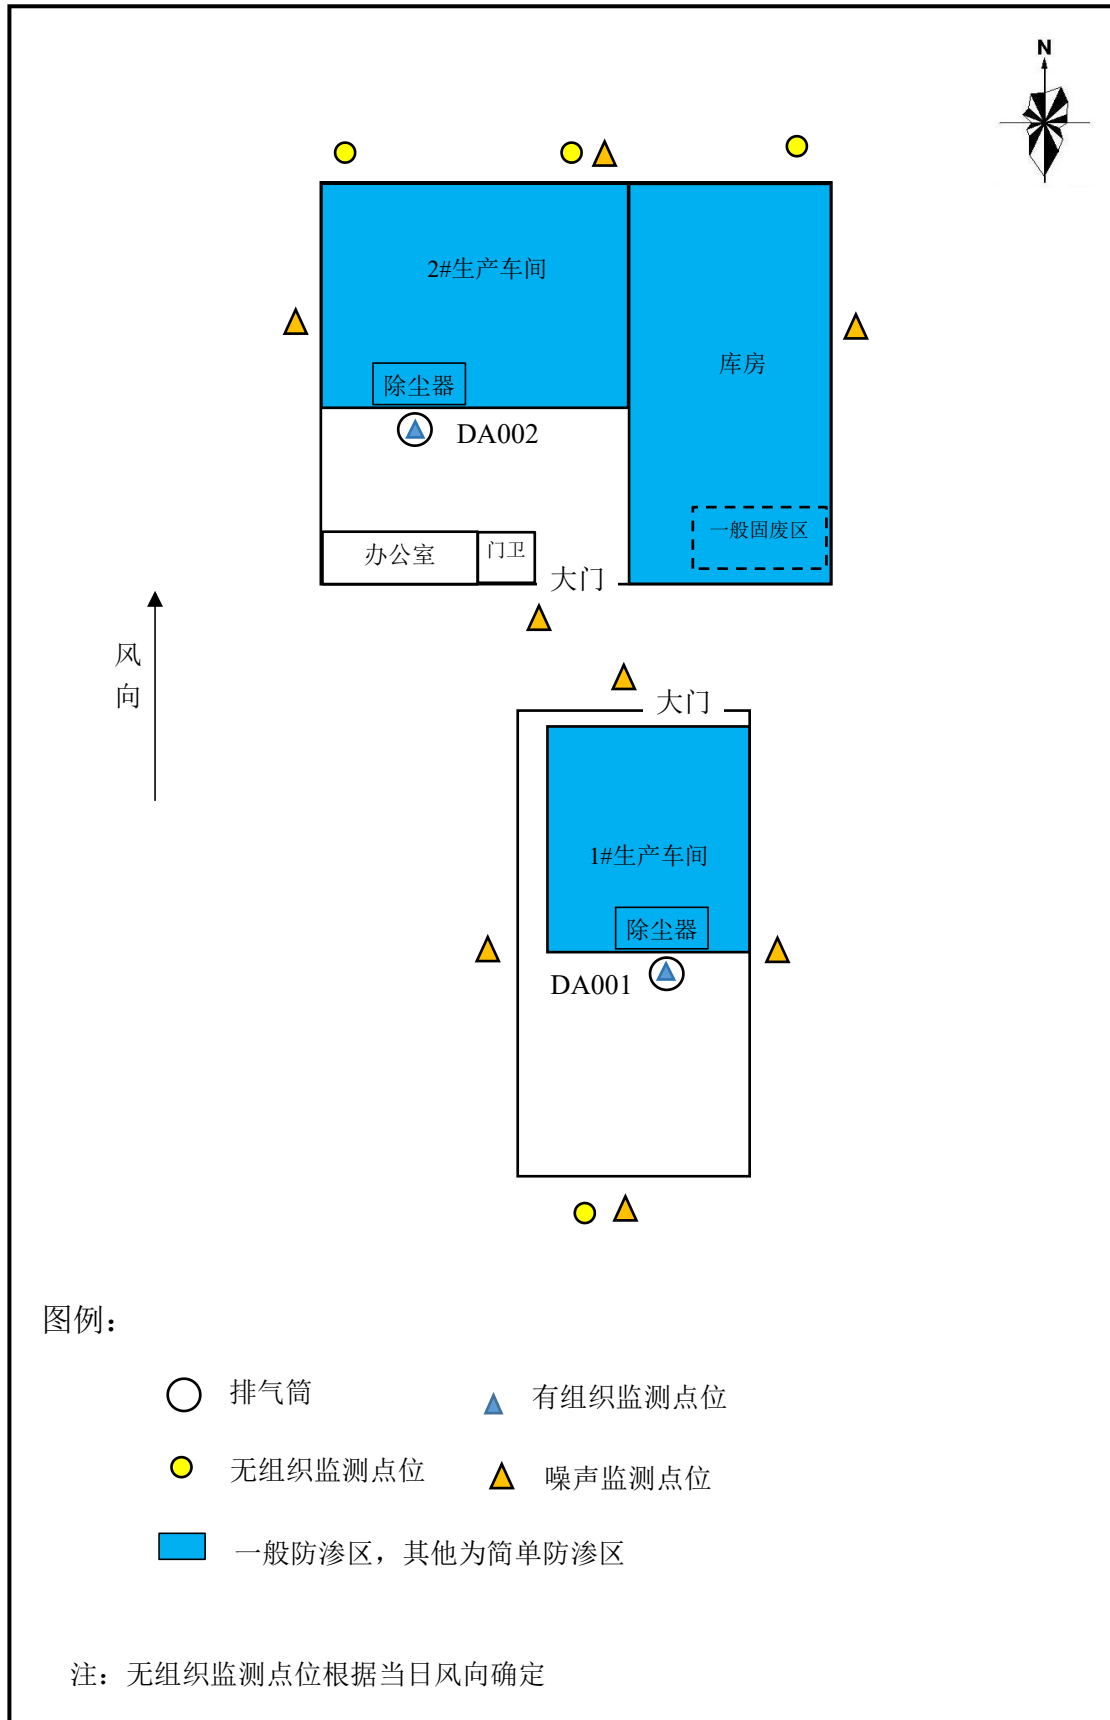 N
2#生产车间
库房
除尘器
DA002
一般固废区
办公室
门卫
大门
风
向
大门
1#生产车间
除尘器
DA001
图例：
排气筒
有组织监测点位
无组织监测点位
噪声监测点位
一般防渗区，其他为简单防渗区
注：无组织监测点位根据当日风向确定